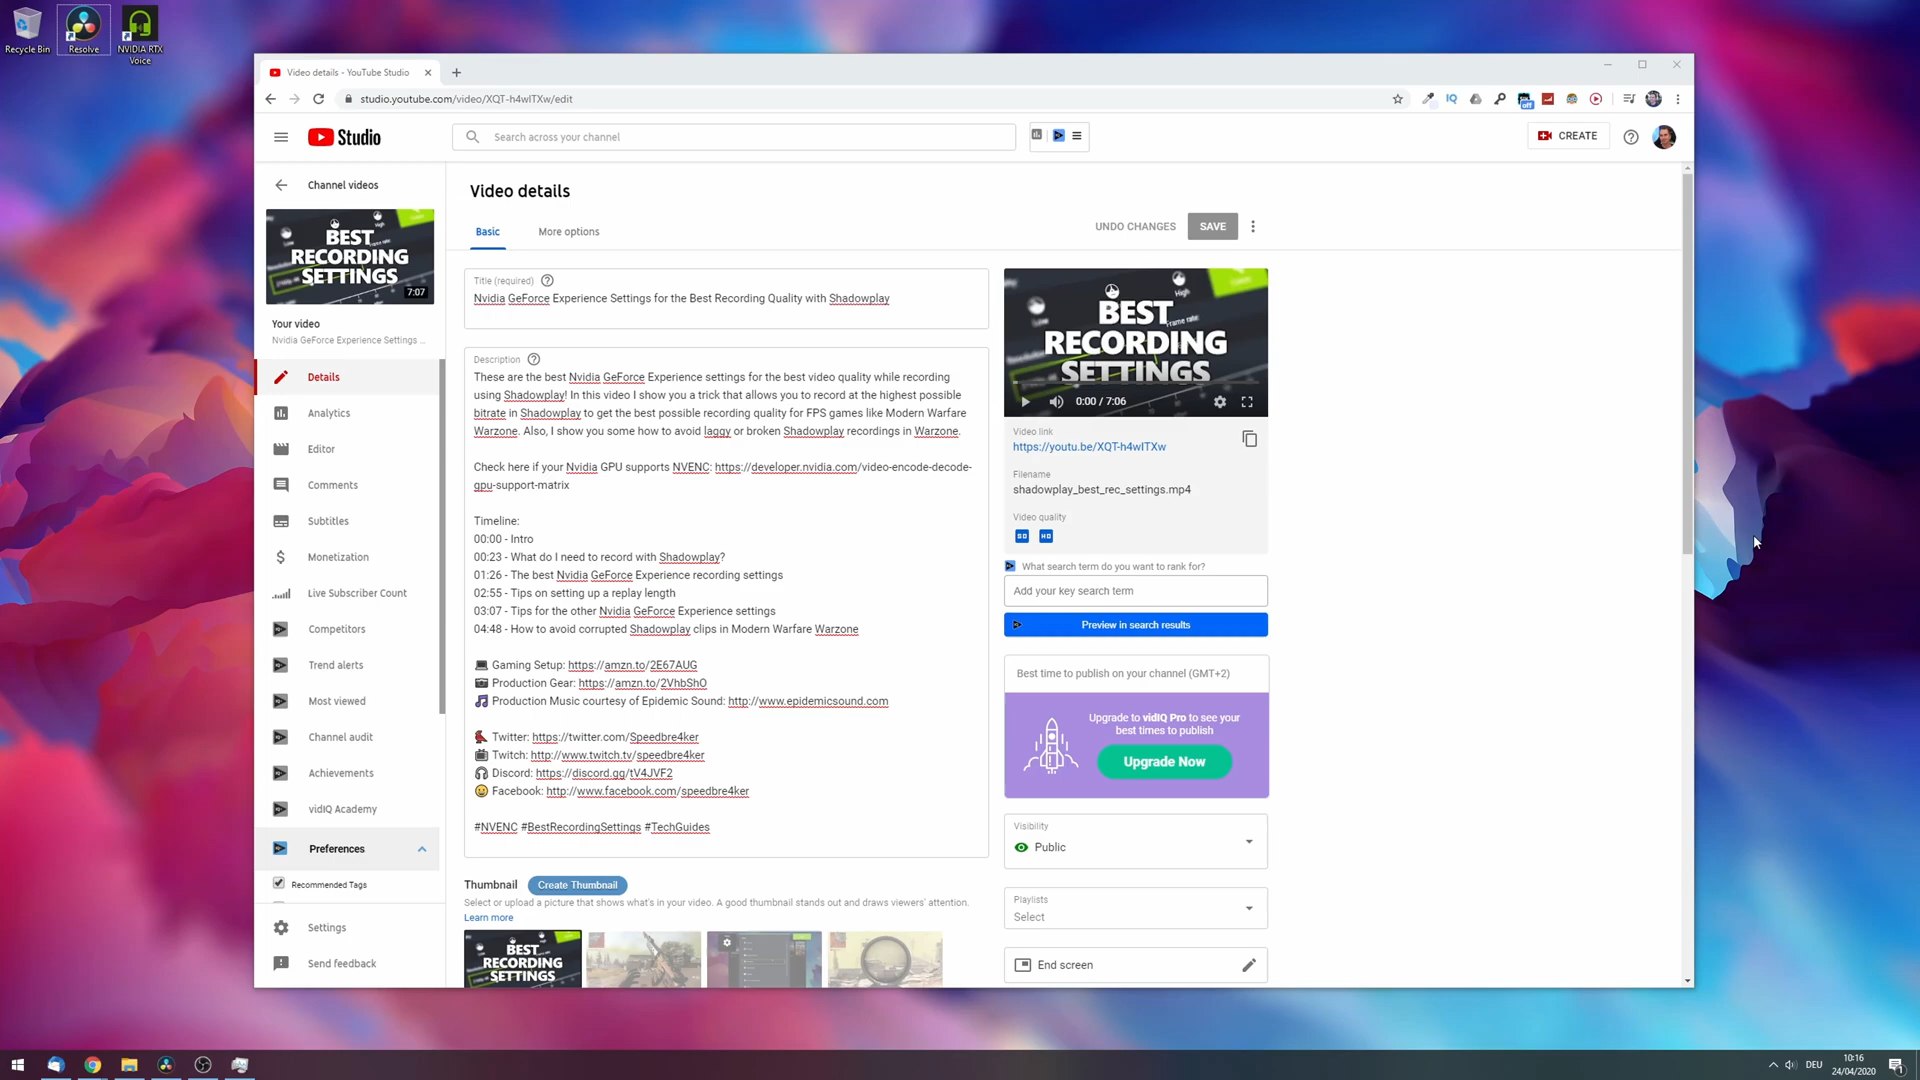 Recycle Bin
Resolve
NVIDIA RTX
Voice
Video details - YouTube Studio
studio.youtube.com/video/XQT-h4wITXw/edit
IQ
off
Studio
Search across your channel
CREATE
Channel videos
BEST
RECORDING
SETTINGS
7:07
Your video
Nvidia GeForce Experience Settings ...
Details
Analytics
Editor
Comments
Subtitles
Monetization
Live Subscriber Count
Competitors
Trend alerts
Most viewed
Channel audit
Achievements
vidIQ Academy
Preferences
Recommended Tags
Settings
Send feedback
Video details
Basic
More options
UNDO CHANGES
SAVE
Title (required)
Nvidia GeForce Experience Settings for the Best Recording Quality with Shadowplay
Description
These are the best Nvidia GeForce Experience settings for the best video quality while recording
using Shadowplay! In this video I show you a trick that allows you to record at the highest possible
bitrate in Shadowplay to get the best possible recording quality for FPS games like Modern Warfare
Warzone. Also, I show you some how to avoid laggy or broken Shadowplay recordings in Warzone.
Check here if your Nvidia GPU supports NVENC: https://developer.nvidia.com/video-encode-decode-
gpu-support-matrix
Timeline:
00:00 - Intro
00:23 - What do I need to record with Shadowplay?
01:26 - The best Nvidia GeForce Experience recording settings
02:55 - Tips on setting up a replay length
03:07 - Tips for the other Nvidia GeForce Experience settings
04:48 - How to avoid corrupted Shadowplay clips in Modern Warfare Warzone
💻 Gaming Setup: https://amzn.to/2E67AUG
📷 Production Gear: https://amzn.to/2VhbShO
🎵 Production Music courtesy of Epidemic Sound: http://www.epidemicsound.com
🐦 Twitter: https://twitter.com/Speedbre4ker
📺 Twitch: http://www.twitch.tv/speedbre4ker
🎧 Discord: https://discord.gg/tV4JVF2
😃 Facebook: http://www.facebook.com/speedbre4ker
#NVENC #BestRecordingSettings #TechGuides
Thumbnail
Create Thumbnail
Select or upload a picture that shows what's in your video. A good thumbnail stands out and draws viewers' attention.
Learn more
BEST
RECORDING
SETTINGS
Low
High
Frame rate:
BEST
RECORDING
SETTINGS
0:00 / 7:06
Video link
https://youtu.be/XQT-h4wITXw
Filename
shadowplay_best_rec_settings.mp4
Video quality
SD
HD
What search term do you want to rank for?
Add your key search term
Preview in search results
Best time to publish on your channel (GMT+2)
Upgrade to vidIQ Pro to see your
best times to publish
Upgrade Now
Visibility
Public
Playlists
Select
End screen
DEU
10:16
24/04/2020
1